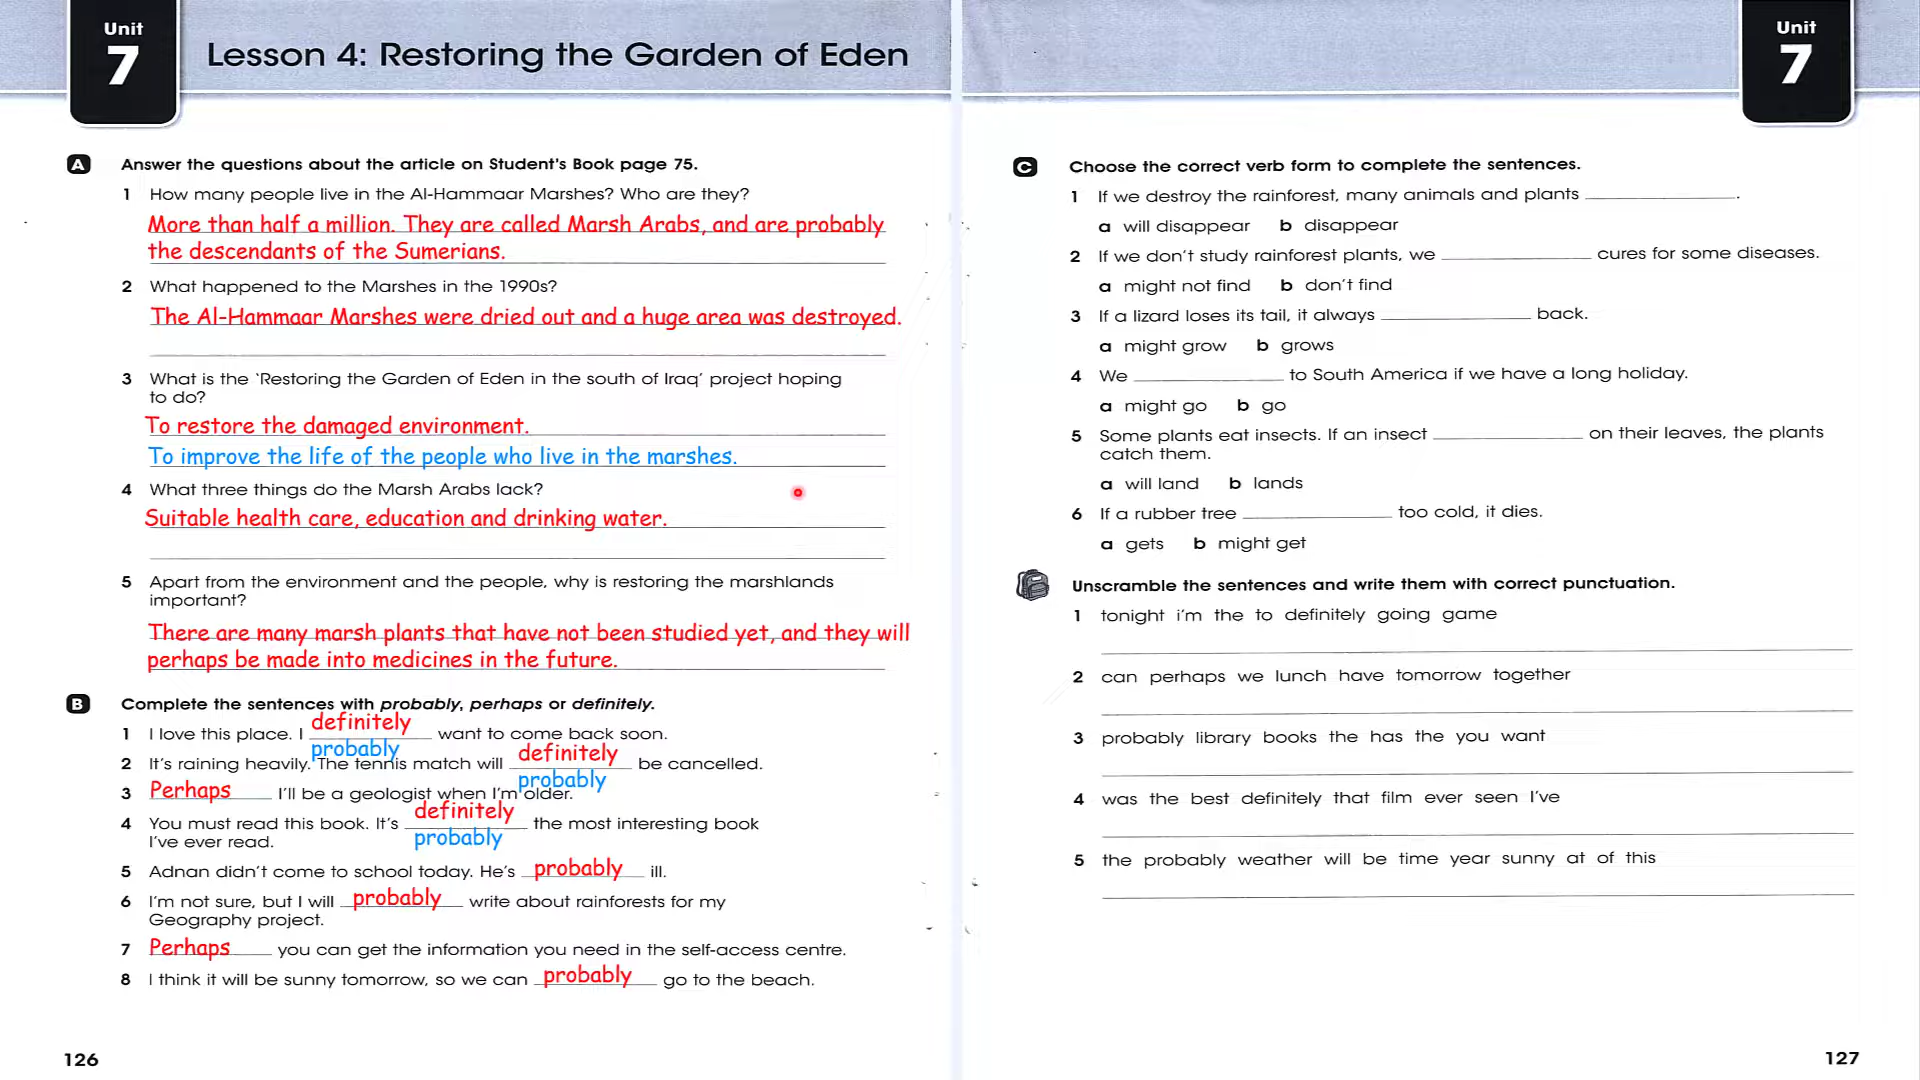 Unit
7
Lesson 4: Restoring the Garden of Eden
A Answer the questions about the article on Student's Book page 75.
1 How many people live in the Al-Hammaar Marshes? Who are they?
More than half a million. They are called Marsh Arabs, and are probably
the descendants of the Sumerians.
2 What happened to the Marshes in the 1990s?
The Al-Hammaar Marshes were dried out and a huge area was destroyed.
3 What is the 'Restoring the Garden of Eden in the south of Iraq' project hoping
to do?
To restore the damaged environment.
To improve the life of the people who live in the marshes.
4 What three things do the Marsh Arabs lack?
Suitable health care, education and drinking water.
5 Apart from the environment and the people, why is restoring the marshlands
important?
There are many marsh plants that have not been studied yet, and they will
perhaps be made into medicines in the future.
B Complete the sentences with probably, perhaps or definitely.
definitely
1 I love this place. I want to come back soon.
probably definitely
2 It's raining heavily. The tennis match will be cancelled.
probably
3 Perhaps I'll be a geologist when I'm older.
definitely
4 You must read this book. It's the most interesting book
probably
I've ever read.
5 Adnan didn't come to school today. He's probably ill.
6 I'm not sure, but I will probably write about rainforests for my
Geography project.
7 Perhaps you can get the information you need in the self-access centre.
8 I think it will be sunny tomorrow, so we can probably go to the beach.
126
Unit
7
C Choose the correct verb form to complete the sentences.
1 If we destroy the rainforest, many animals and plants .
a will disappear b disappear
2 If we don't study rainforest plants, we cures for some diseases.
a might not find b don't find
3 If a lizard loses its tail, it always back.
a might grow b grows
4 We to South America if we have a long holiday.
a might go b go
5 Some plants eat insects. If an insect on their leaves, the plants
catch them.
a will land b lands
6 If a rubber tree too cold, it dies.
a gets b might get
Unscramble the sentences and write them with correct punctuation.
1 tonight i'm the to definitely going game
2 can perhaps we lunch have tomorrow together
3 probably library books the has the you want
4 was the best definitely that film ever seen I've
5 the probably weather will be time year sunny at of this
127